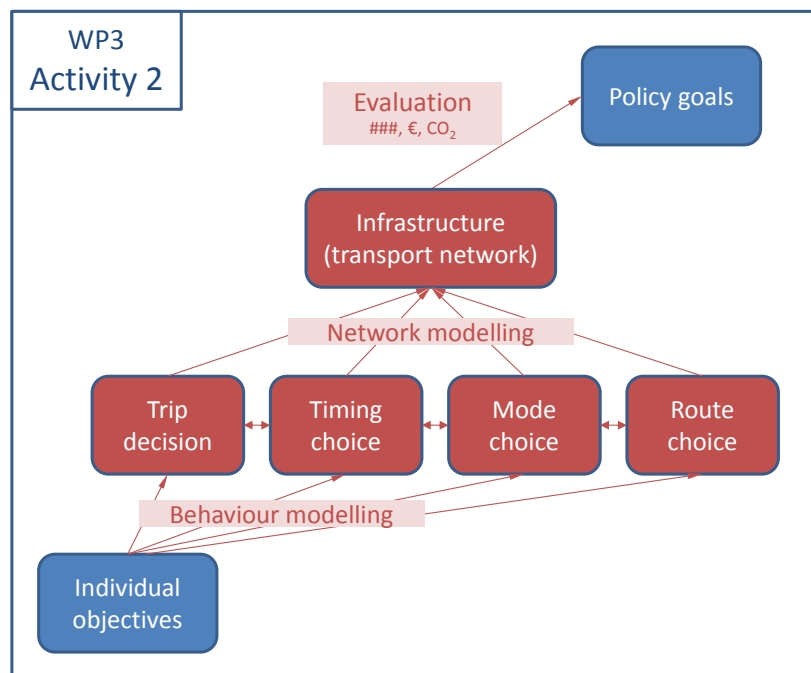 WP3
Activity 2
Evaluation
###, €, CO₂
Policy goals
Infrastructure
(transport network)
Network modelling
Trip
decision
Timing
choice
Mode
choice
Route
choice
Behaviour modelling
Individual
objectives